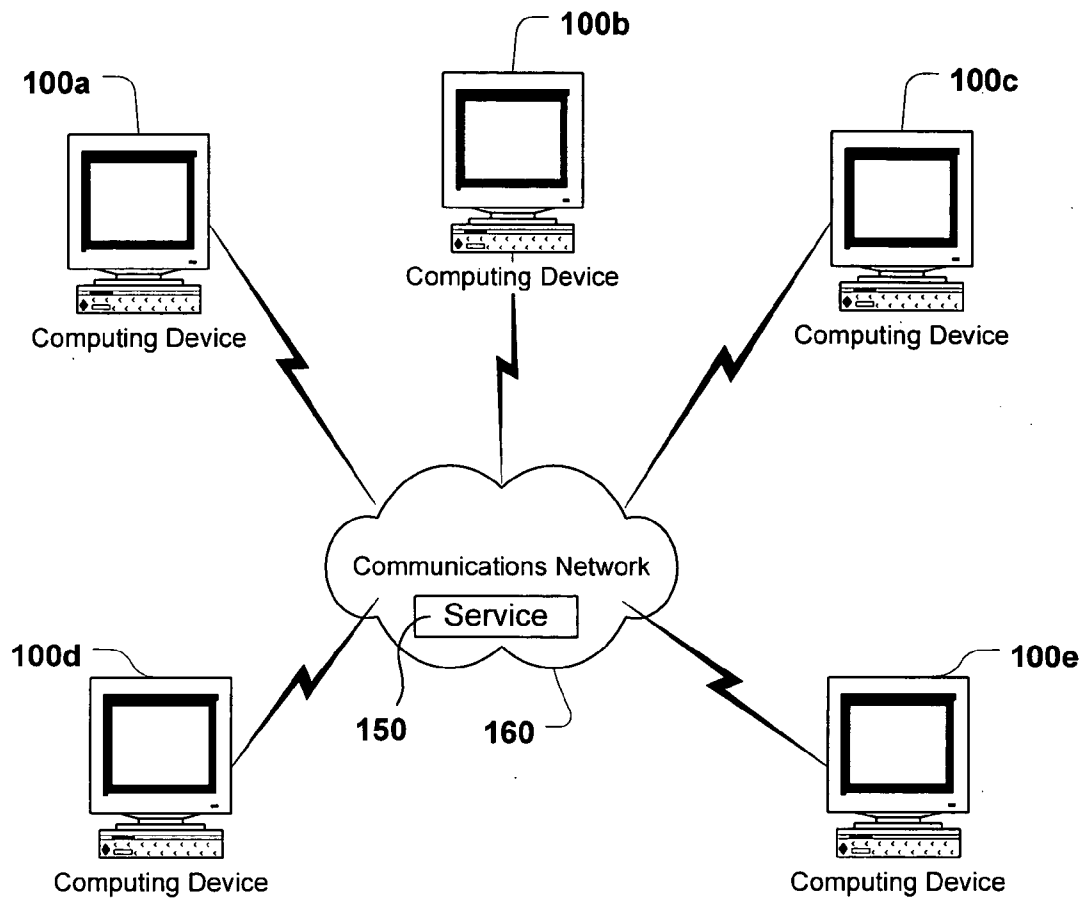 100b
100a
100c
Computing Device
Computing Device
Computing Device
Communications Network
Service
100d
100e
150
160
Computing Device
Computing Device